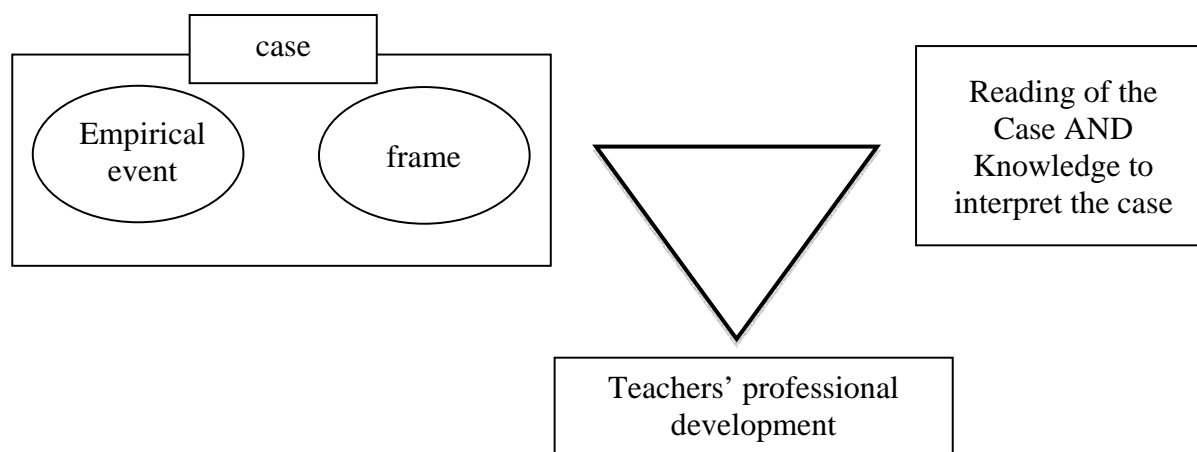 case
Empirical
event
frame
Reading of the
Case AND
Knowledge to
interpret the case
Teachers’ professional
development